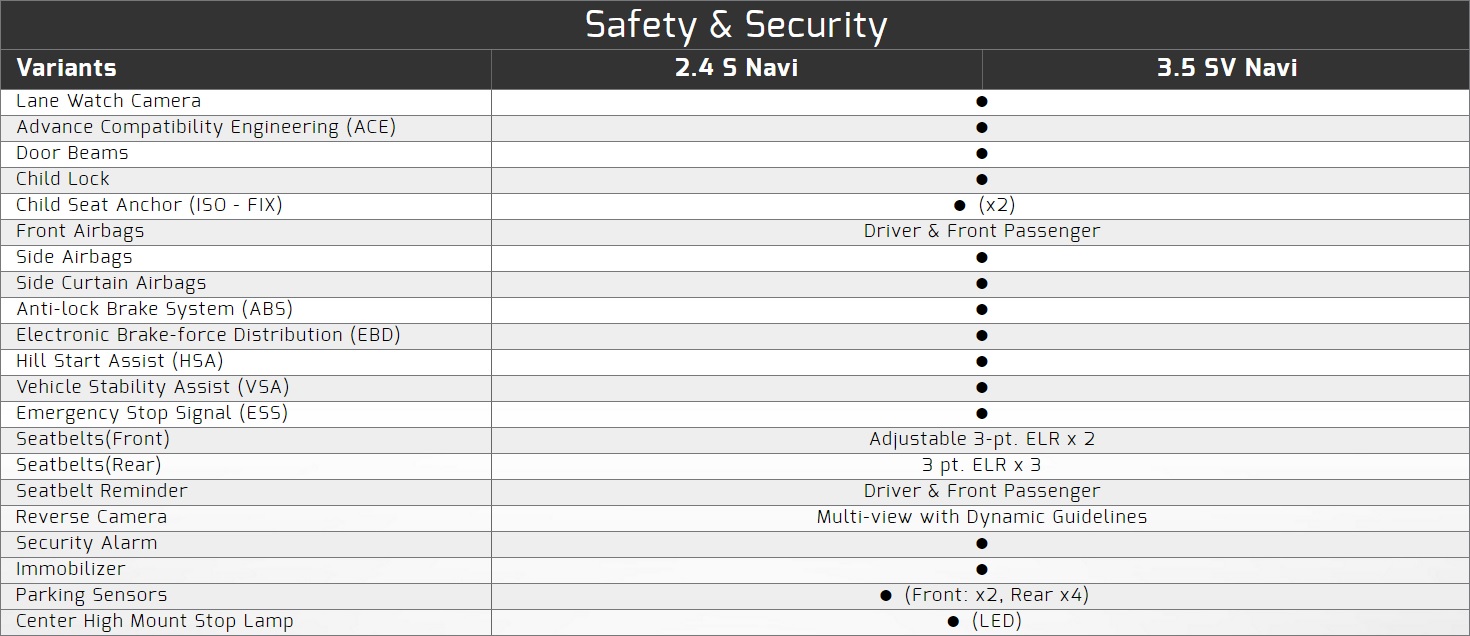 Safety & Security
Variants 2.4 S Navi 3.5 SV Navi
Lane Watch Camera ●
Advance Compatibility Engineering (ACE) ●
Door Beams ●
Child Lock ●
Child Seat Anchor (ISO - FIX) ● (x2)
Front Airbags Driver & Front Passenger
Side Airbags ●
Side Curtain Airbags ●
Anti-lock Brake System (ABS) ●
Electronic Brake-force Distribution (EBD) ●
Hill Start Assist (HSA) ●
Vehicle Stability Assist (VSA) ●
Emergency Stop Signal (ESS) ●
Seatbelts(Front) Adjustable 3-pt. ELR x 2
Seatbelts(Rear) 3 pt. ELR x 3
Seatbelt Reminder Driver & Front Passenger
Reverse Camera Multi-view with Dynamic Guidelines
Security Alarm ●
Immobilizer ●
Parking Sensors ● (Front: x2, Rear x4)
Center High Mount Stop Lamp ● (LED)